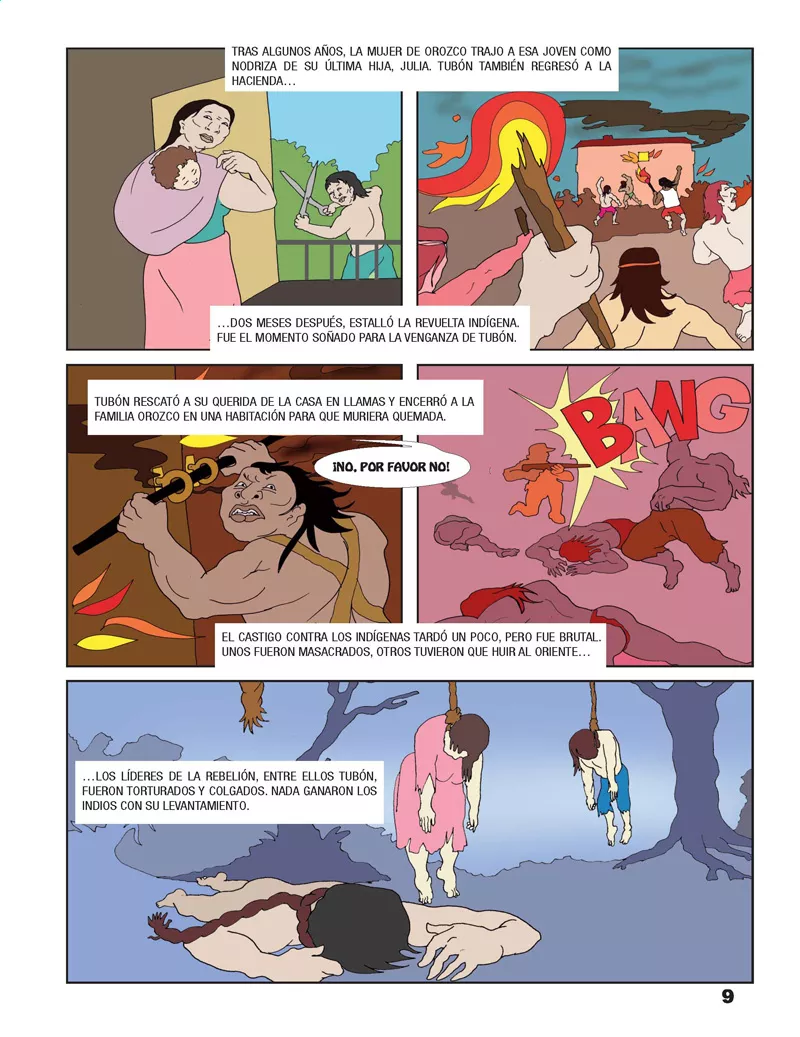 TRAS ALGUNOS AÑOS, LA MUJER DE OROZCO TRAJO A ESA JOVEN COMO
NODRIZA DE SU ÚLTIMA HIJA, JULIA. TUBÓN TAMBIÉN REGRESÓ A LA
HACIENDA...
...DOS MESES DESPUÉS, ESTALLÓ LA REVUELTA INDÍGENA.
FUE EL MOMENTO SOÑADO PARA LA VENGANZA DE TUBÓN.
TUBÓN RESCATÓ A SU QUERIDA DE LA CASA EN LLAMAS Y ENCERRÓ A LA
FAMILIA OROZCO EN UNA HABITACIÓN PARA QUE MURIERA QUEMADA.
¡NO, POR FAVOR NO!
BANG
EL CASTIGO CONTRA LOS INDÍGENAS TARDÓ UN POCO, PERO FUE BRUTAL.
UNOS FUERON MASACRADOS, OTROS TUVIERON QUE HUIR AL ORIENTE...
...LOS LÍDERES DE LA REBELIÓN, ENTRE ELLOS TUBÓN,
FUERON TORTURADOS Y COLGADOS. NADA GANARON LOS
INDIOS CON SU LEVANTAMIENTO.
9